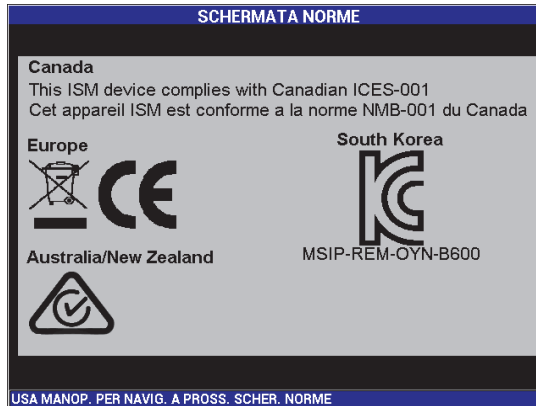 SCHERMATA NORME
Canada
This ISM device complies with Canadian ICES-001
Cet appareil ISM est conforme a la norme NMB-001 du Canada
Europe
CE
South Korea
MSIP-REM-OYN-B600
Australia/New Zealand
USA MANOP. PER NAVIG. A PROSS. SCHER. NORME